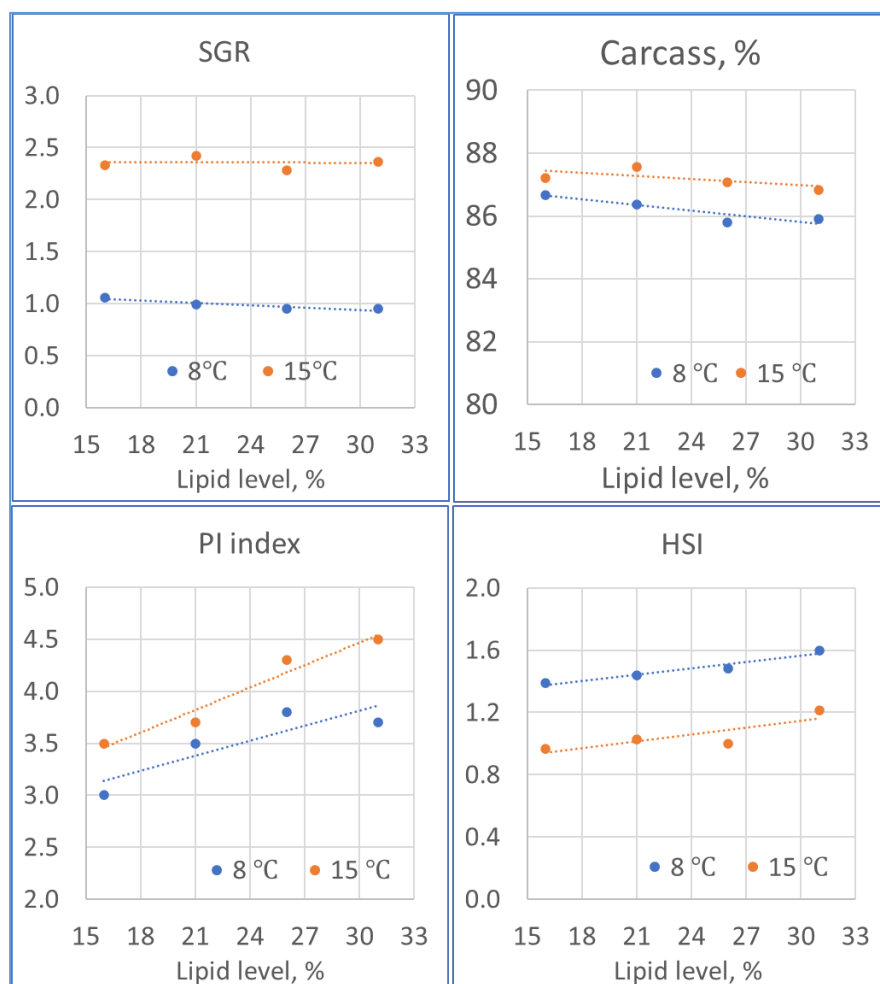 SGR
3.0
2.5
2.0
1.5
1.0
0.5
0.0
8℃ 15℃
15 18 21 24 27 30 33
Lipid level, %
Carcass, %
90
88
86
84
82
80
8 ℃ 15 ℃
15 18 21 24 27 30 33
Lipid level, %
PI index
5.0
4.5
4.0
3.5
3.0
2.5
2.0
8 ℃ 15 ℃
15 18 21 24 27 30 33
Lipid level, %
HSI
2.0
1.6
1.2
0.8
0.4
0.0
8 ℃ 15 ℃
15 18 21 24 27 30 33
Lipid level, %